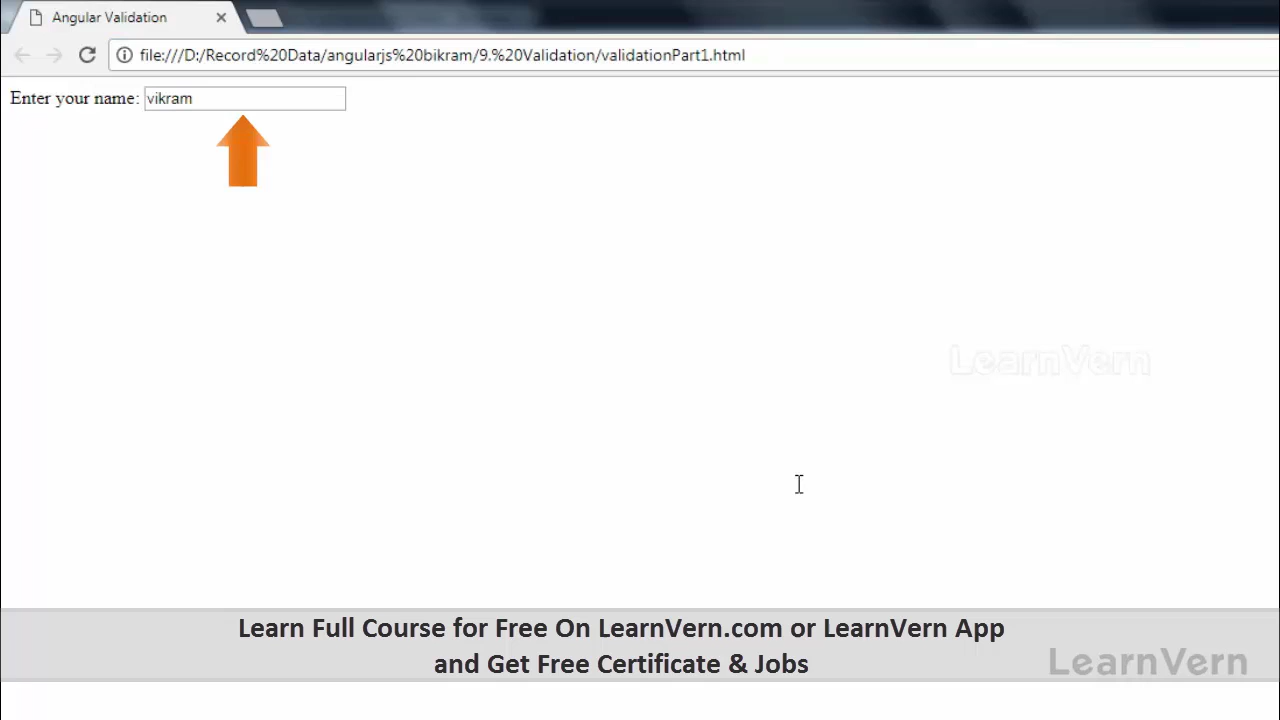 Angular Validation
file:///D:/Record%20Data/angularjs%20bikram/9.%20Validation/validationPart1.html
Enter your name: vikram
LearnVern
Learn Full Course for Free On LearnVern.com or LearnVern App
and Get Free Certificate & Jobs
LearnVern